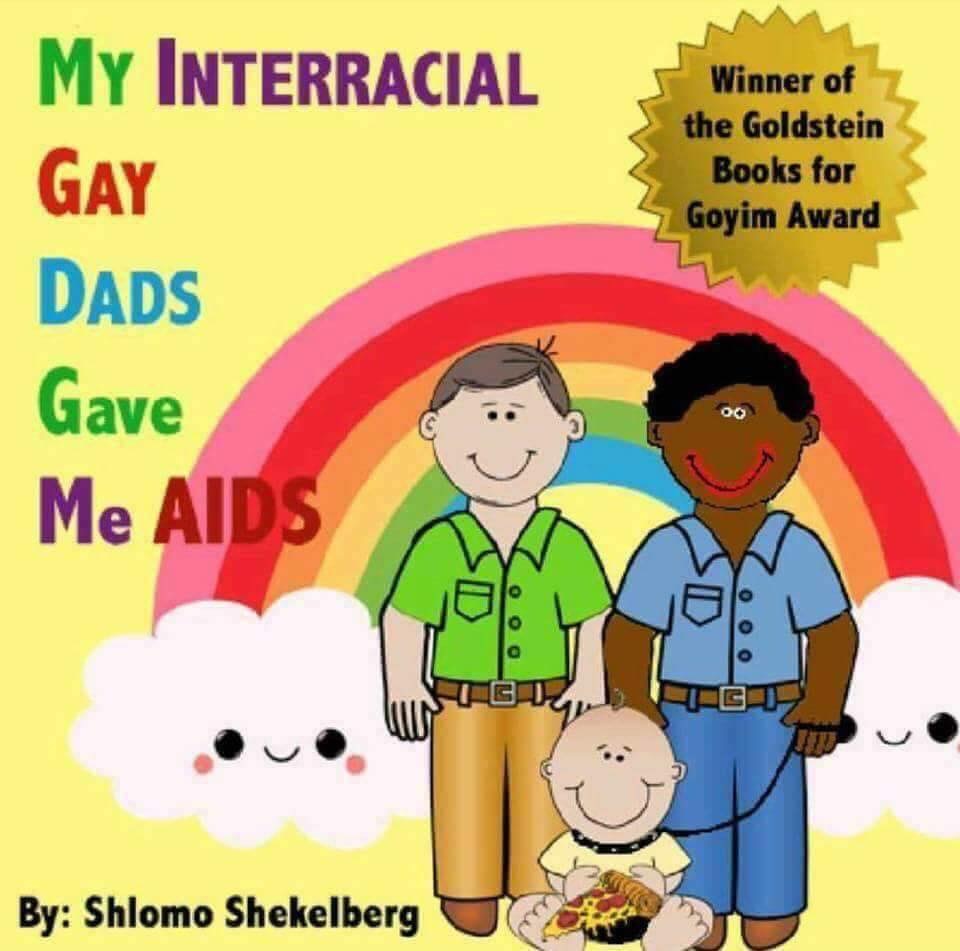 My Interracial
Gay
Dads
Gave
Me AIDS
Winner of
the Goldstein
Books for
Goyim Award
By: Shlomo Shekelberg